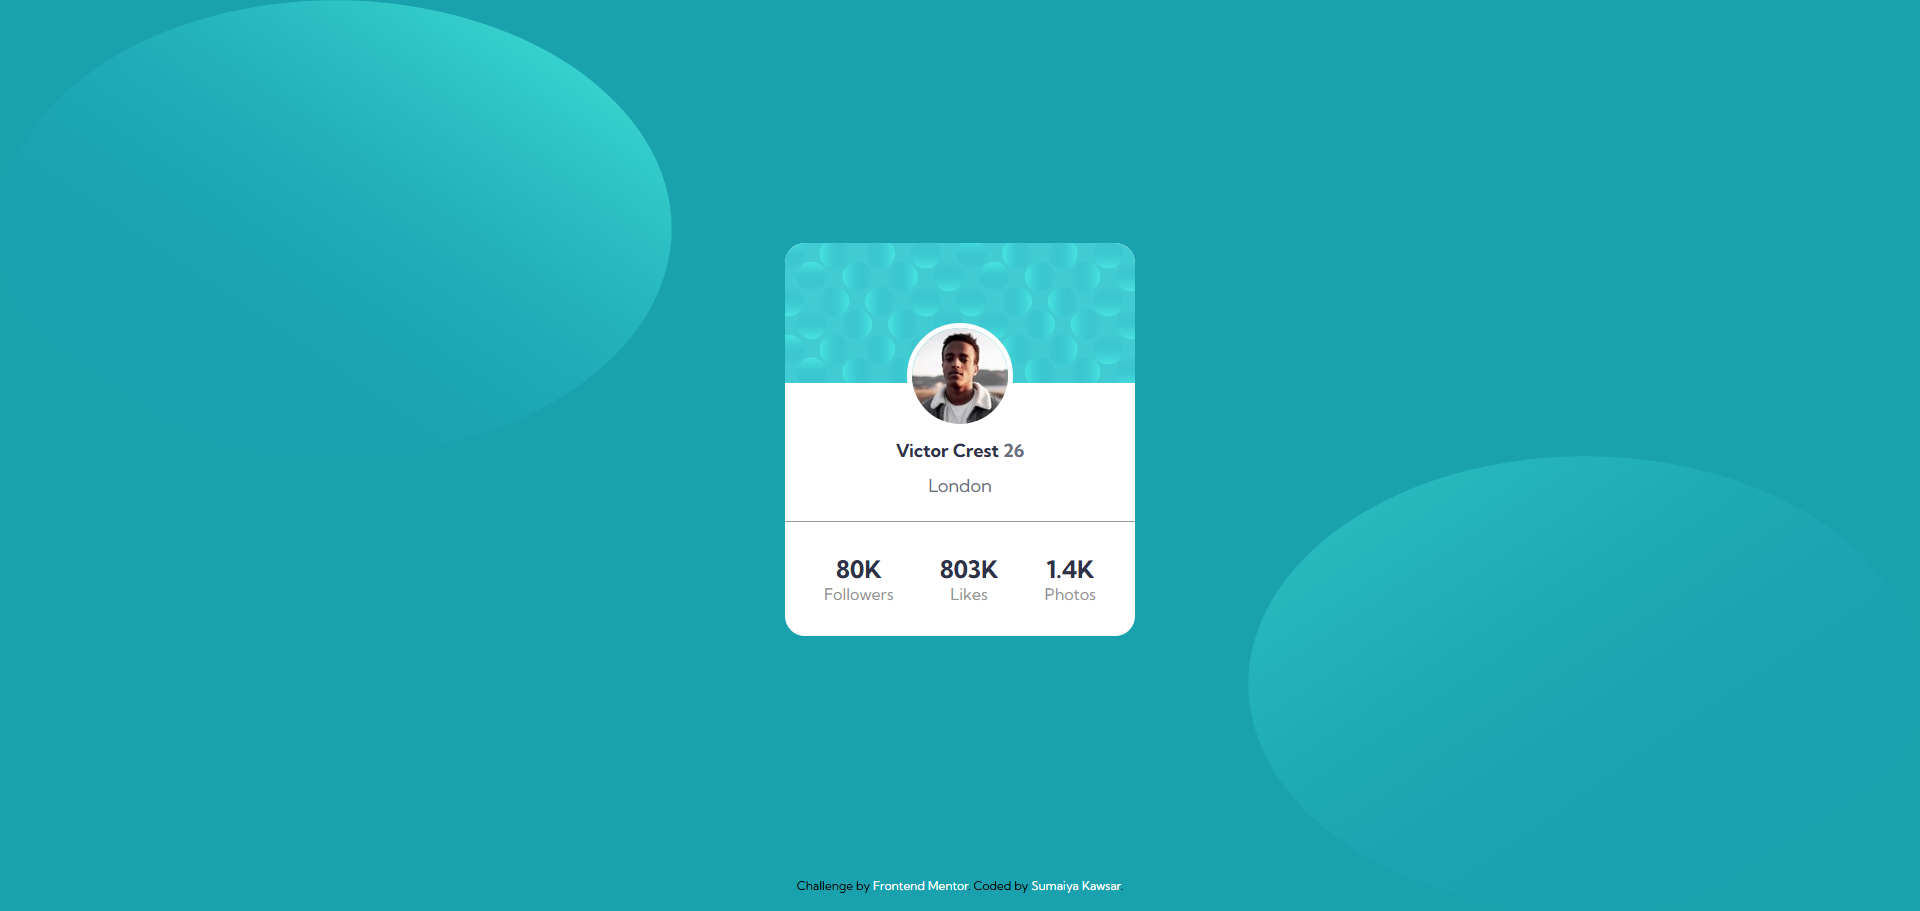 Victor Crest 26
London
80K 803K 1.4K
Followers Likes Photos
Challenge by Frontend Mentor. Coded by Sumaiya Kawsar.